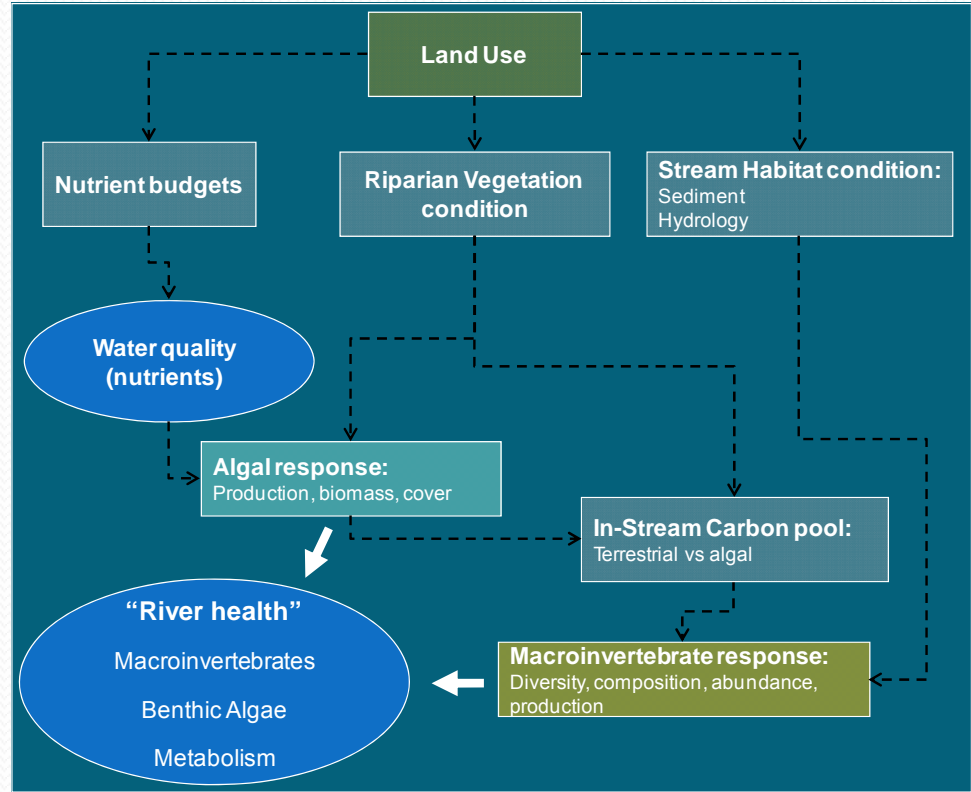 Land Use
Nutrient budgets
Riparian Vegetation
condition
Stream Habitat condition:
Sediment
Hydrology
Water quality
(nutrients)
Algal response:
Production, biomass, cover
In-Stream Carbon pool:
Terrestrial vs algal
“River health”
Macroinvertebrates
Benthic Algae
Metabolism
Macroinvertebrate response:
Diversity, composition, abundance,
production